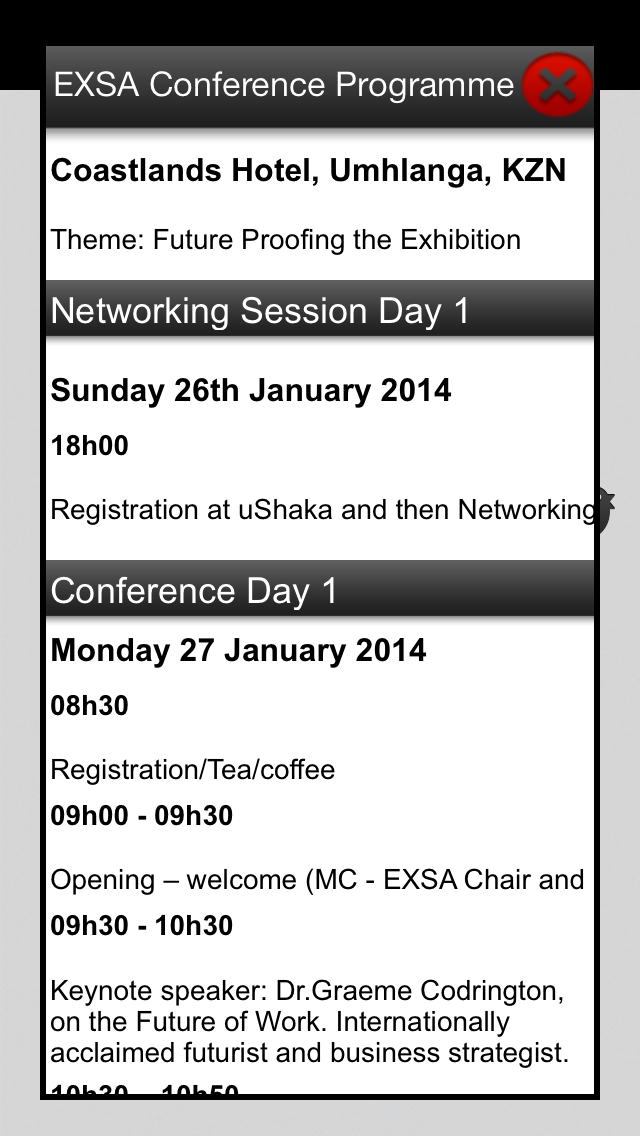 EXSA Conference Programme
Coastlands Hotel, Umhlanga, KZN
Theme: Future Proofing the Exhibition
Networking Session Day 1
Sunday 26th January 2014
18h00
Registration at uShaka and then Networking
Conference Day 1
Monday 27 January 2014
08h30
Registration/Tea/coffee
09h00 - 09h30
Opening – welcome (MC - EXSA Chair and
09h30 - 10h30
Keynote speaker: Dr.Graeme Codrington,
on the Future of Work. Internationally
acclaimed futurist and business strategist.
10h30 – 10h50